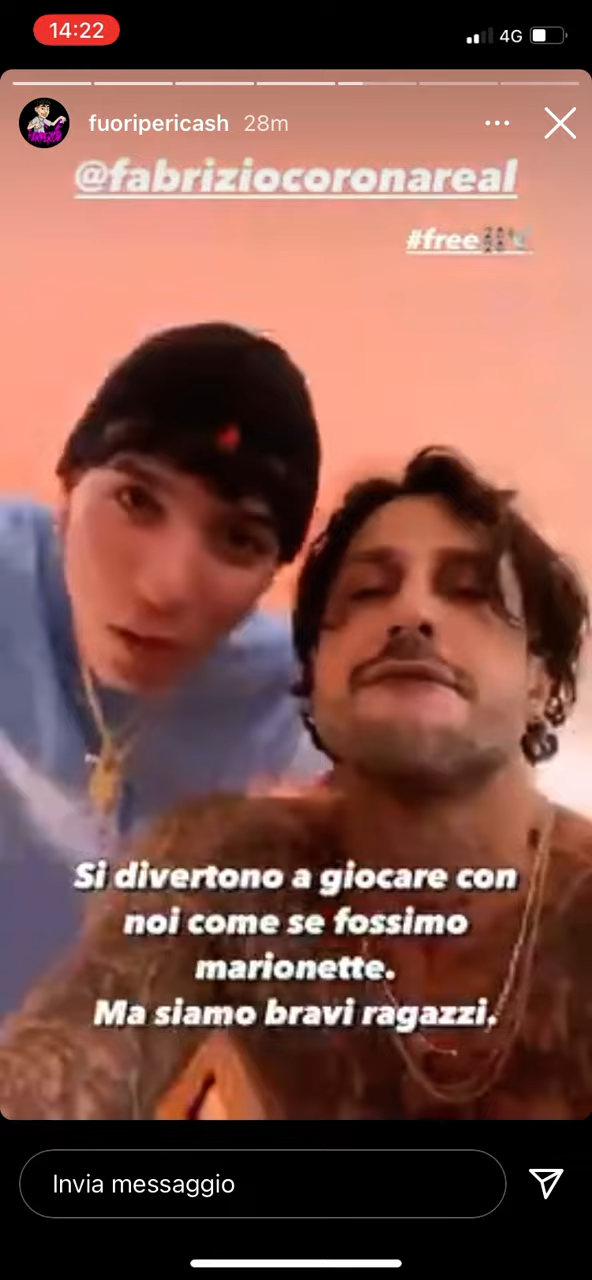 14:22
4G
fuoripericash 28m
@fabriziocoronareal
#free
Si divertono a giocare con
noi come se fossimo
marionette.
Ma siamo bravi ragazzi.
Invia messaggio